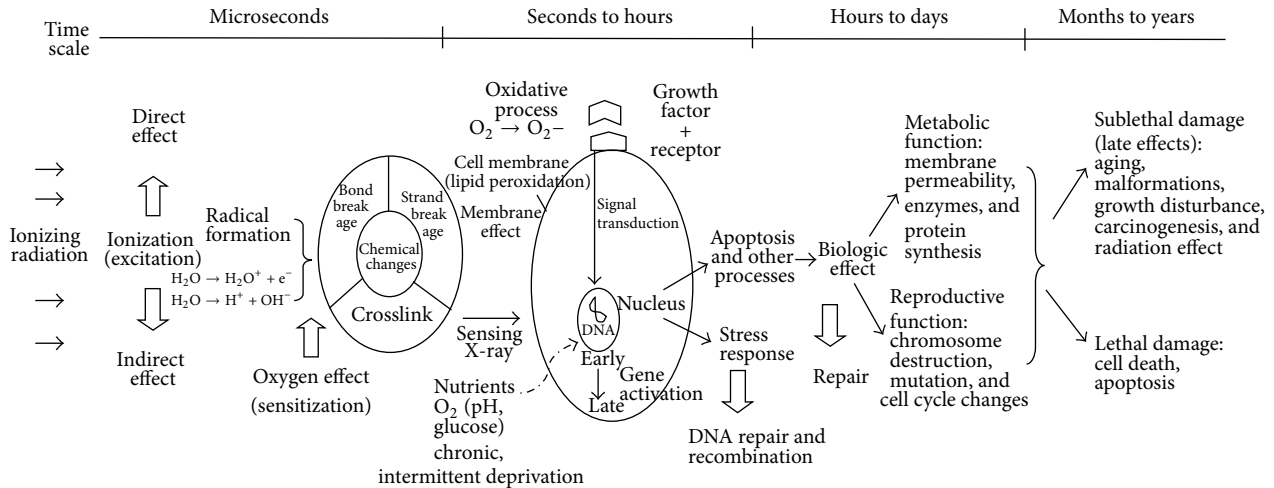 Time
scale
Microseconds
Seconds to hours
Hours to days
Months to years
Ionizing
radiation
Direct
effect
Ionization
(excitation)
Indirect
effect
Radical
formation
H₂O → H₂O⁺ + e⁻
H₂O → H⁺ + OH⁻
Bond
break
age
Strand
break
age
Chemical
changes
Crosslink
Oxygen effect
(sensitization)
Sensing
X-ray
Oxidative
process
O₂ → O₂−
Growth
factor
+
receptor
Cell membrane
(lipid peroxidation)
Membrane
effect
Signal
transduction
Nucleus
DNA
Early
Gene
activation
Late
Nutrients
O₂ (pH,
glucose)
chronic,
intermittent deprivation
Apoptosis
and other
processes
Stress
response
DNA repair and
recombination
Biologic
effect
Repair
Metabolic
function:
membrane
permeability,
enzymes, and
protein
synthesis
Reproductive
function:
chromosome
destruction,
mutation, and
cell cycle changes
Sublethal damage
(late effects):
aging,
malformations,
growth disturbance,
carcinogenesis, and
radiation effect
Lethal damage:
cell death,
apoptosis